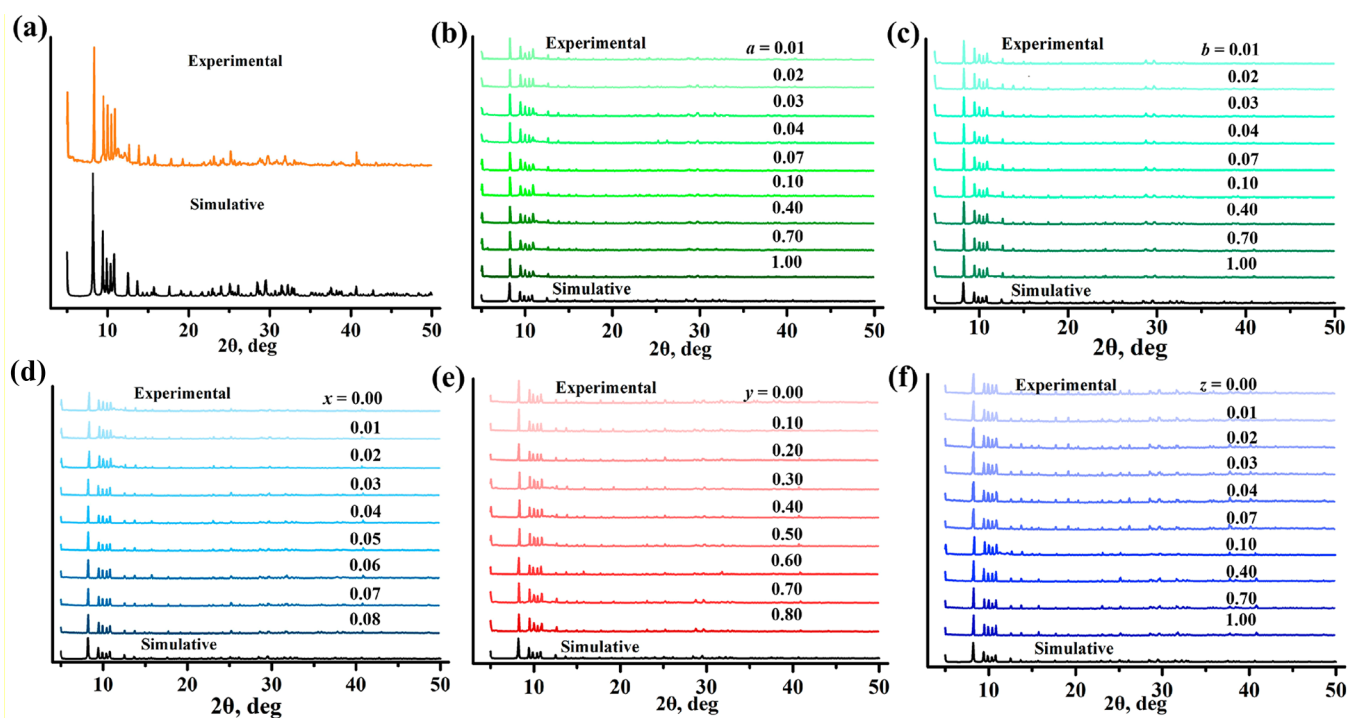 (a)
Experimental
Simulative
10 20 30 40 50
2θ, deg
(b)
Experimental a = 0.01
0.02
0.03
0.04
0.07
0.10
0.40
0.70
1.00
Simulative
10 20 30 40 50
2θ, deg
(c)
Experimental b = 0.01
0.02
0.03
0.04
0.07
0.10
0.40
0.70
1.00
Simulative
10 20 30 40 50
2θ, deg
(d)
Experimental x = 0.00
0.01
0.02
0.03
0.04
0.05
0.06
0.07
0.08
Simulative
10 20 30 40 50
2θ, deg
(e)
Experimental y = 0.00
0.10
0.20
0.30
0.40
0.50
0.60
0.70
0.80
Simulative
10 20 30 40 50
2θ, deg
(f)
Experimental z = 0.00
0.01
0.02
0.03
0.04
0.07
0.10
0.40
0.70
1.00
Simulative
10 20 30 40 50
2θ, deg